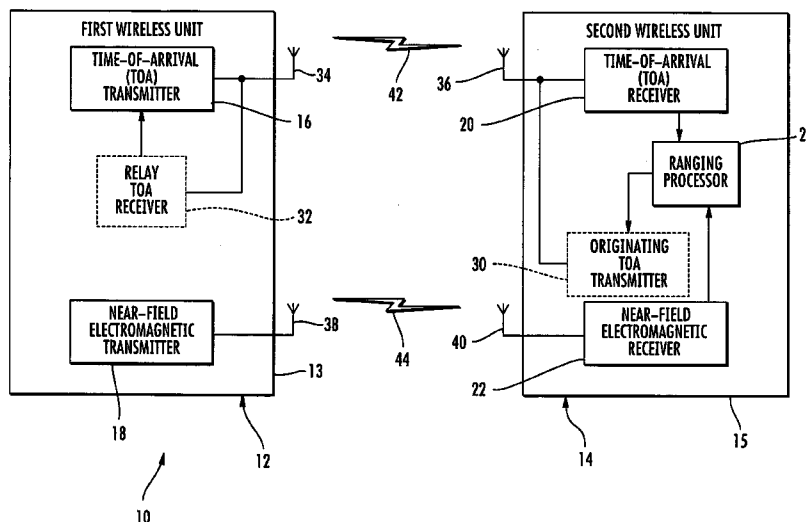 FIRST WIRELESS UNIT
TIME-OF-ARRIVAL
(TOA)
TRANSMITTER
16
34
RELAY
TOA
RECEIVER
32
NEAR-FIELD
ELECTROMAGNETIC
TRANSMITTER
18
38
13
12
10
42
44
SECOND WIRELESS UNIT
36
TIME-OF-ARRIVAL
(TOA)
RECEIVER
20
2
RANGING
PROCESSOR
ORIGINATING
TOA
TRANSMITTER
30
40
NEAR-FIELD
ELECTROMAGNETIC
RECEIVER
22
14
15